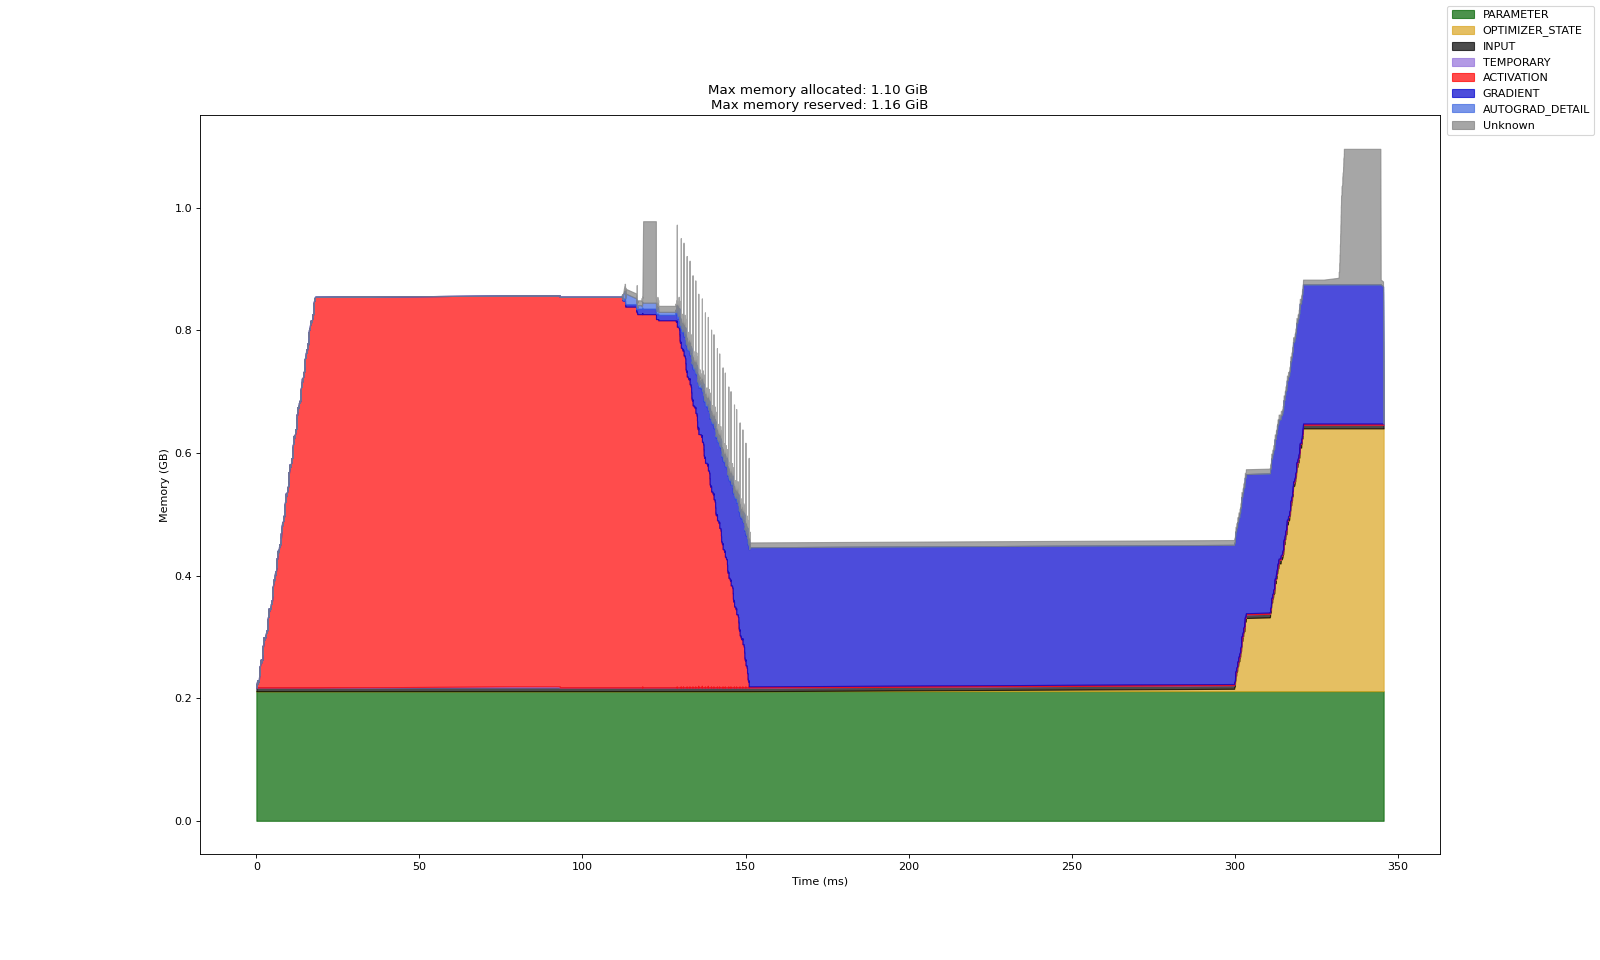 PARAMETER
OPTIMIZER_STATE
INPUT
TEMPORARY
ACTIVATION
GRADIENT
AUTOGRAD_DETAIL
Unknown
Max memory allocated: 1.10 GiB
Max memory reserved: 1.16 GiB
1.0
0.8
0.6
Memory (GB)
0.4
0.2
0.0
0 50 100 150 200 250 300 350
Time (ms)